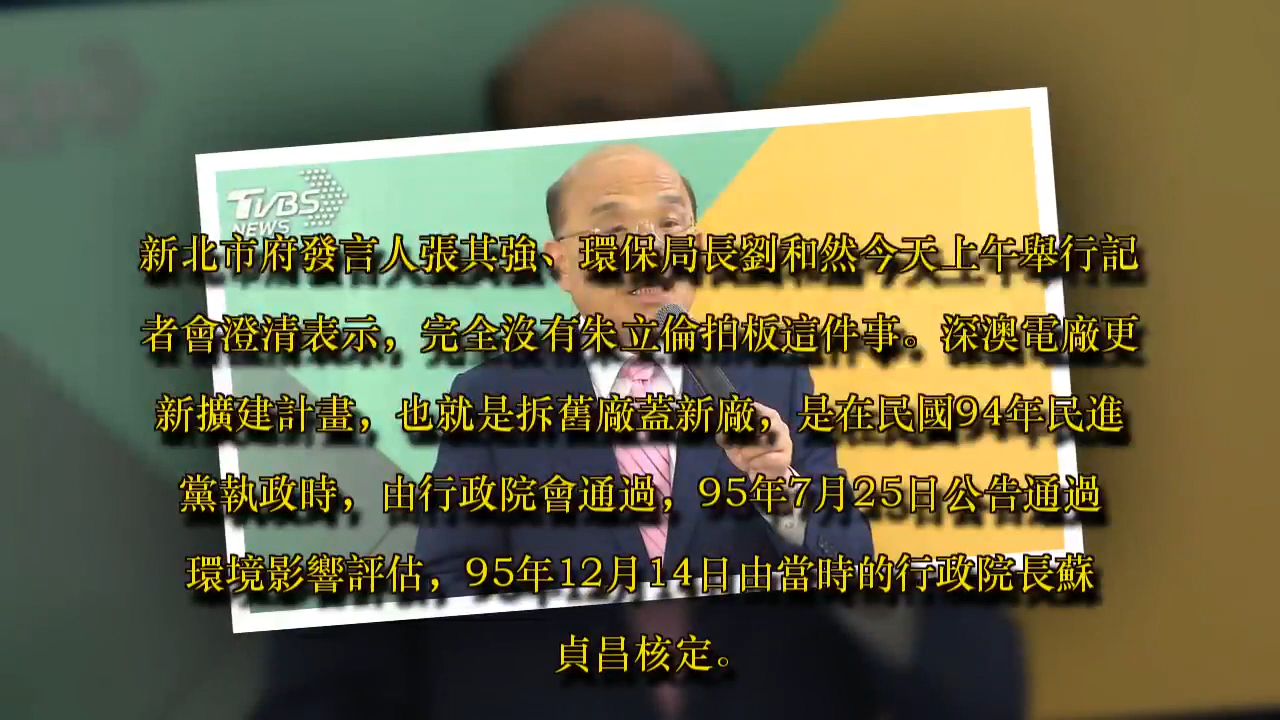 TVBS
NEWS
新北市府發言人張其強、環保局長劉和然今天上午舉行記
者會澄清表示，完全沒有朱立倫拍板這件事。深澳電廠更
新擴建計畫，也就是拆舊廠蓋新廠，是在民國94年民進
黨執政時，由行政院會通過，95年7月25日公告通過
環境影響評估，95年12月14日由當時的行政院長蘇
貞昌核定。